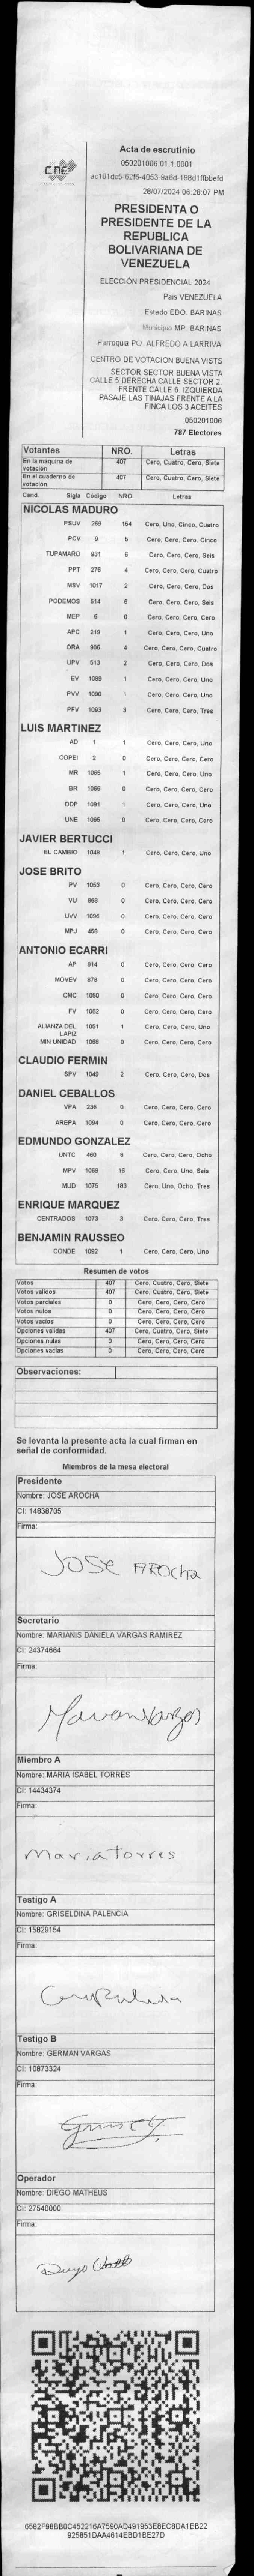 CNE
Acta de escrutinio
050201006.01.1.0001
28/07/2024 06:28:07 PM
PRESIDENTA O
PRESIDENTE DE LA
REPUBLICA
BOLIVARIANA DE
VENEZUELA
ELECCIÓN PRESIDENCIAL 2024
País VENEZUELA
Estado EDO. BARINAS
Municipio MP. BARINAS
Parroquia PQ. ALFREDO A LARRIVA
CENTRO DE VOTACION BUENA VISTS
SECTOR SECTOR BUENA VISTA
CALLE 5 DERECHA CALLE SECTOR 2.
FRENTE CALLE 6. IZQUIERDA
PASAJE LAS TINAJAS FRENTE A LA
FINCA LOS 3 ACEITES
050201006
787 Electores
Votantes NRO. Letras
En la máquina de votación 407 Cero, Cuatro, Cero, Siete
En el cuaderno de votación 407 Cero, Cuatro, Cero, Siete
Cand. Sigla Código NRO. Letras
NICOLAS MADURO
PSUV 269 154 Cero, Uno, Cinco, Cuatro
PCV 9 5 Cero, Cero, Cero, Cinco
TUPAMARO 931 6 Cero, Cero, Cero, Seis
PPT 276 4 Cero, Cero, Cero, Cuatro
MSV 1017 2 Cero, Cero, Cero, Dos
PODEMOS 514 6 Cero, Cero, Cero, Seis
MEP 6 0 Cero, Cero, Cero, Cero
APC 219 1 Cero, Cero, Cero, Uno
ORA 906 4 Cero, Cero, Cero, Cuatro
UPV 513 2 Cero, Cero, Cero, Dos
EV 1089 1 Cero, Cero, Cero, Uno
PVV 1090 1 Cero, Cero, Cero, Uno
PFV 1093 3 Cero, Cero, Cero, Tres
LUIS MARTINEZ
AD 1 1 Cero, Cero, Cero, Uno
COPEI 2 0 Cero, Cero, Cero, Cero
MR 1065 1 Cero, Cero, Cero, Uno
BR 1086 0 Cero, Cero, Cero, Cero
DDP 1091 1 Cero, Cero, Cero, Uno
UNE 1095 0 Cero, Cero, Cero, Cero
JAVIER BERTUCCI
EL CAMBIO 1048 1 Cero, Cero, Cero, Uno
JOSE BRITO
PV 1053 0 Cero, Cero, Cero, Cero
VU 969 0 Cero, Cero, Cero, Cero
UVV 1096 0 Cero, Cero, Cero, Cero
MPJ 458 0 Cero, Cero, Cero, Cero
ANTONIO ECARRI
AP 914 0 Cero, Cero, Cero, Cero
MOVEV 978 0 Cero, Cero, Cero, Cero
CMC 1050 0 Cero, Cero, Cero, Cero
FV 1052 0 Cero, Cero, Cero, Cero
ALIANZA DEL LAPIZ 1051 1 Cero, Cero, Cero, Uno
MIN UNIDAD 1058 0 Cero, Cero, Cero, Cero
CLAUDIO FERMIN
SPV 1049 2 Cero, Cero, Cero, Dos
DANIEL CEBALLOS
VPA 236 0 Cero, Cero, Cero, Cero
AREPA 1094 0 Cero, Cero, Cero, Cero
EDMUNDO GONZALEZ
UNTC 460 8 Cero, Cero, Cero, Ocho
MPV 1069 16 Cero, Cero, Uno, Seis
MUD 1075 183 Cero, Uno, Ocho, Tres
ENRIQUE MARQUEZ
CENTRADOS 1073 3 Cero, Cero, Cero, Tres
BENJAMIN RAUSSEO
CONDE 1092 1 Cero, Cero, Cero, Uno
Resumen de votos
Votos 407 Cero, Cuatro, Cero, Siete
Votos validos 407 Cero, Cuatro, Cero, Siete
Votos parciales 0 Cero, Cero, Cero, Cero
Votos nulos 0 Cero, Cero, Cero, Cero
Votos vacios 0 Cero, Cero, Cero, Cero
Opciones validas 407 Cero, Cuatro, Cero, Siete
Opciones nulas 0 Cero, Cero, Cero, Cero
Opciones vacias 0 Cero, Cero, Cero, Cero
Observaciones:
Se levanta la presente acta la cual firman en
señal de conformidad.
Miembros de la mesa electoral
Presidente
Nombre: JOSE AROCHA
CI: 14838705
Firma:
JOSE AROCHA
Secretario
Nombre: MARIANIS DANIELA VARGAS RAMIREZ
CI: 24374664
Firma:
Miembro A
Nombre: MARIA ISABEL TORRES
CI: 14434374
Firma:
Maria Torres
Testigo A
Nombre: GRISELDINA PALENCIA
CI: 15829154
Firma:
Testigo B
Nombre: GERMAN VARGAS
CI: 10873324
Firma:
Operador
Nombre: DIEGO MATHEUS
CI: 27540000
Firma:
6592F98BB0C452216A7590AD491953E8EC8DA1EB22
925851DAA4614EBD1BE27D